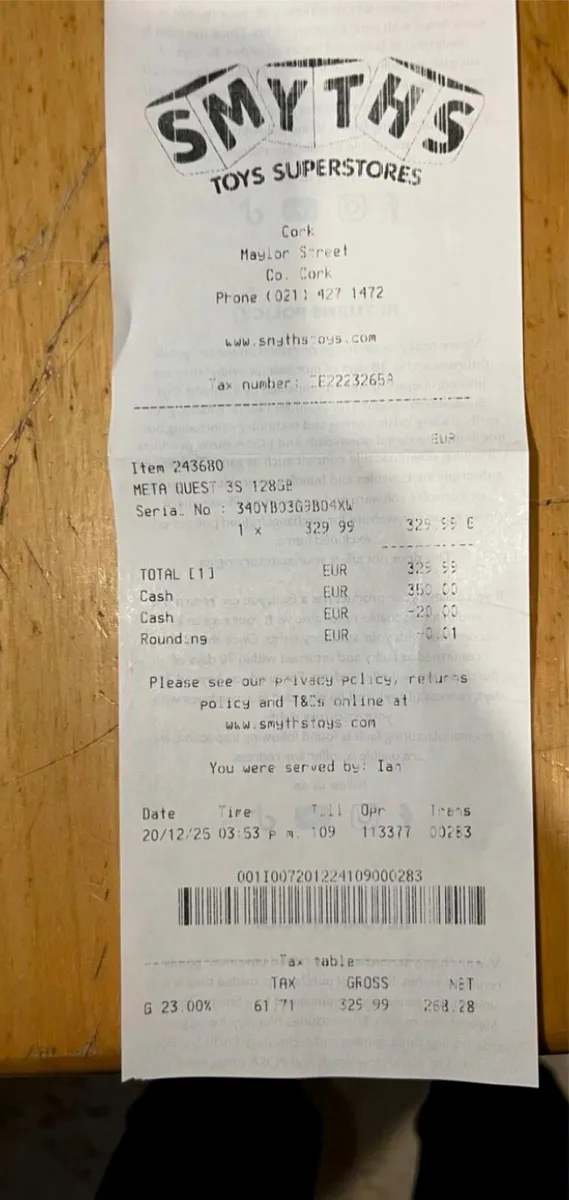 SMYTHS
TOYS SUPERSTORES
Cork
Maylor Street
Co. Cork
Phone (021) 427 1472
www.smythstoys.com
Tax number: IE2223265A
EUR
Item 243680
META QUEST 3S 128GB
Serial No : 340YB03G9B04XW
1 x 329 99 329.99 G
TOTAL [1] EUR 329.99
Cash EUR 350.00
Cash EUR -20.00
Rounding EUR -0.01
Please see our privacy policy, returns
policy and T&Cs online at
www.smythstoys com
You were served by: Ian
Date Time Till Opr Trans
20/12/25 03:53 p m. 109 113377 00283
001I007201224109000283
Tax table
TAX GROSS NET
G 23.00% 61.71 329.99 268.28